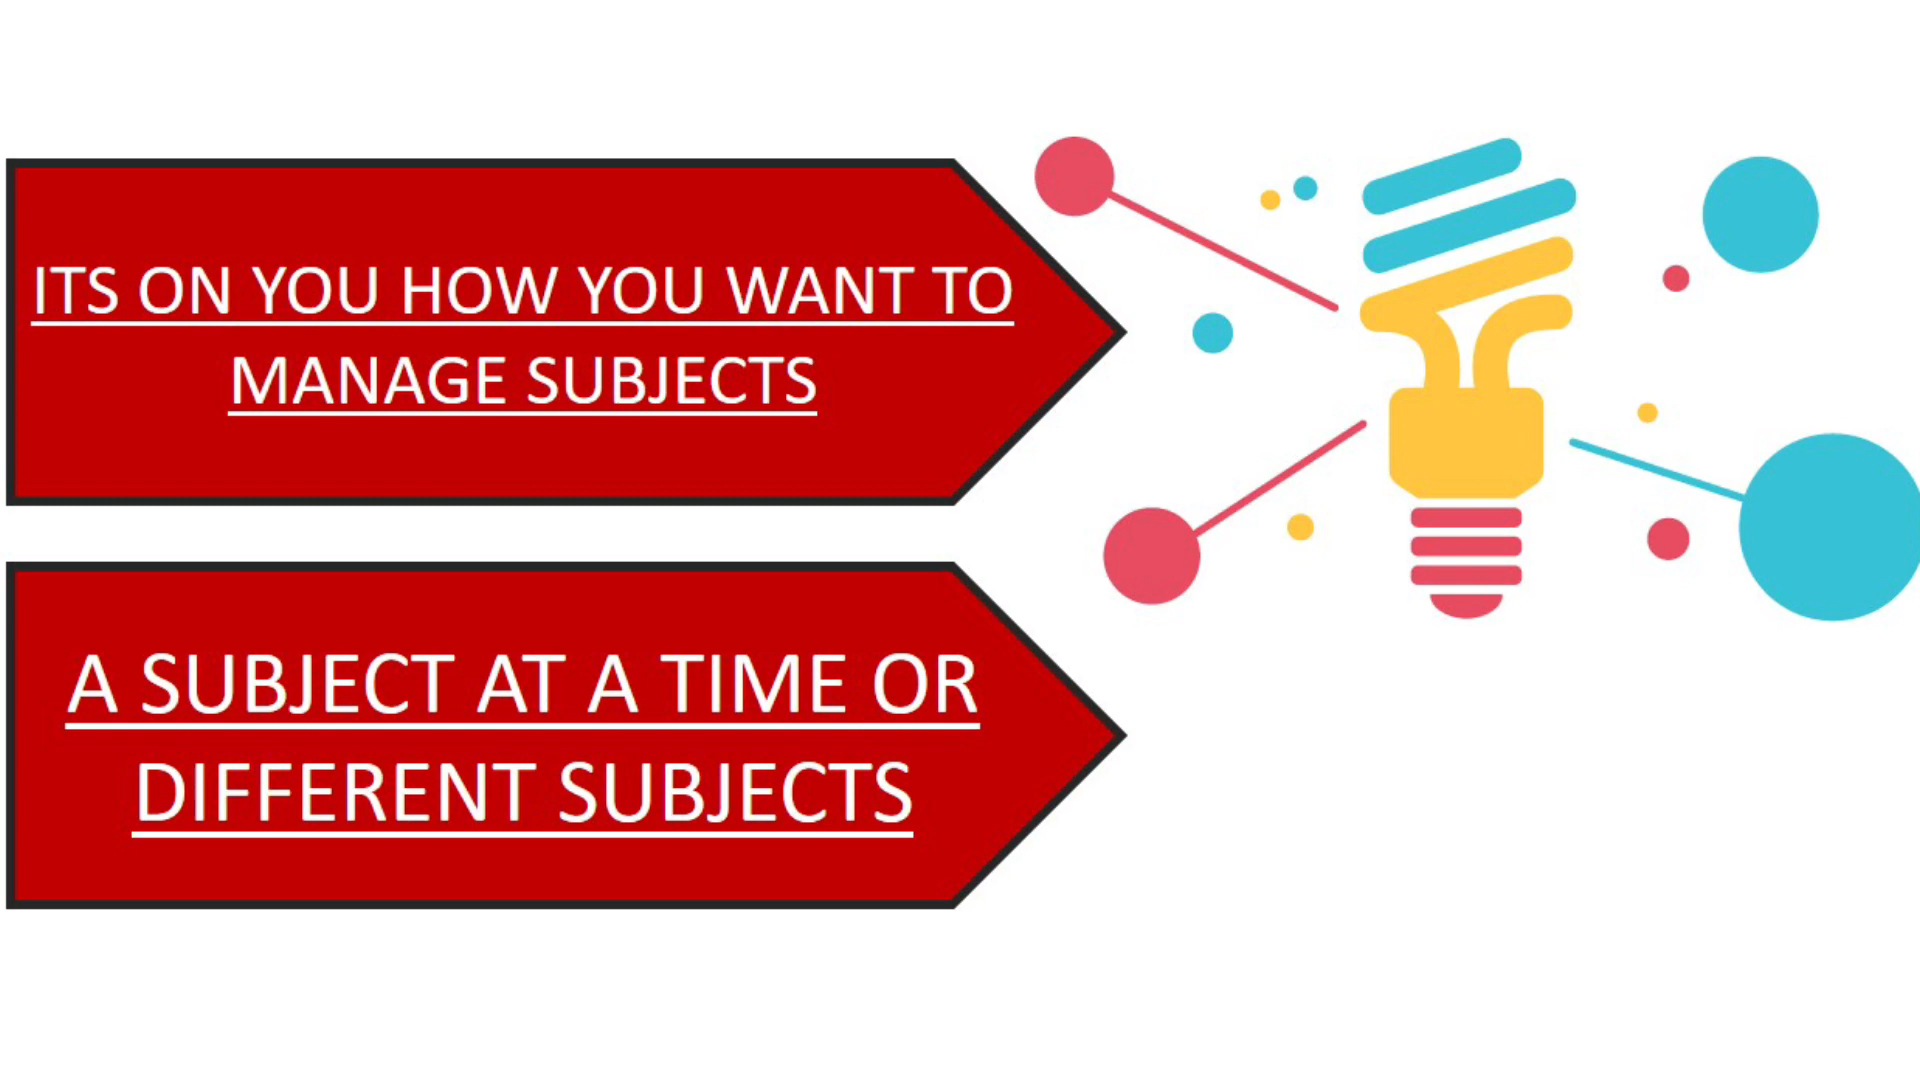 ITS ON YOU HOW YOU WANT TO
MANAGE SUBJECTS
A SUBJECT AT A TIME OR
DIFFERENT SUBJECTS